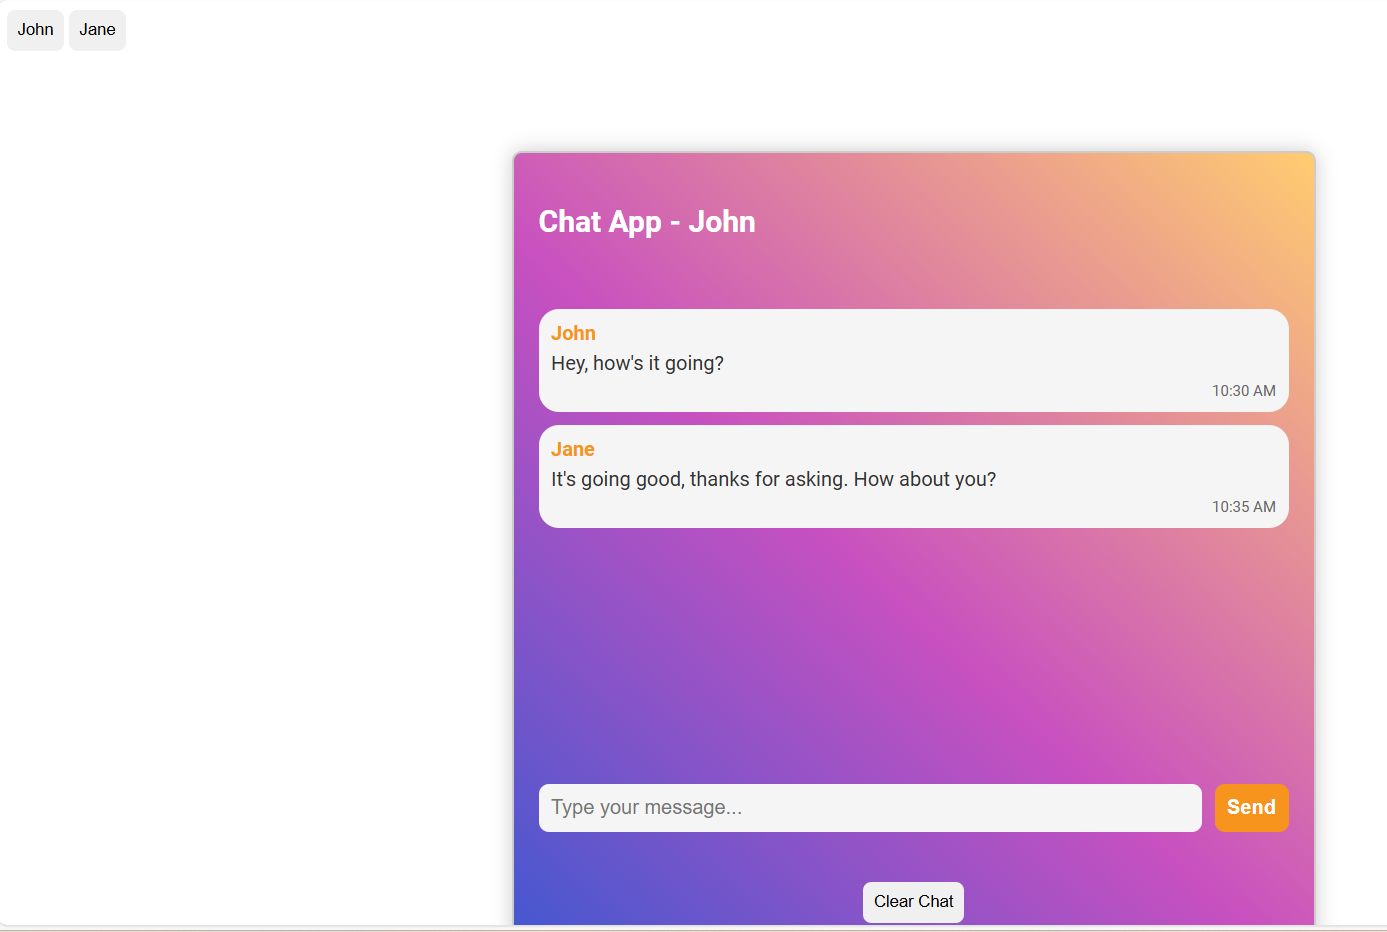 John Jane
Chat App - John
John
Hey, how's it going?
10:30 AM
Jane
It's going good, thanks for asking. How about you?
10:35 AM
Type your message... Send
Clear Chat